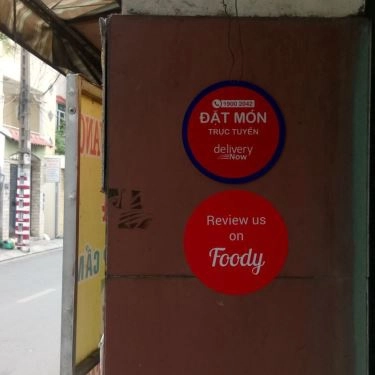 1900 2042
ĐẶT MÓN
TRỰC TUYẾN
delivery
Now
Review us
on
Foody